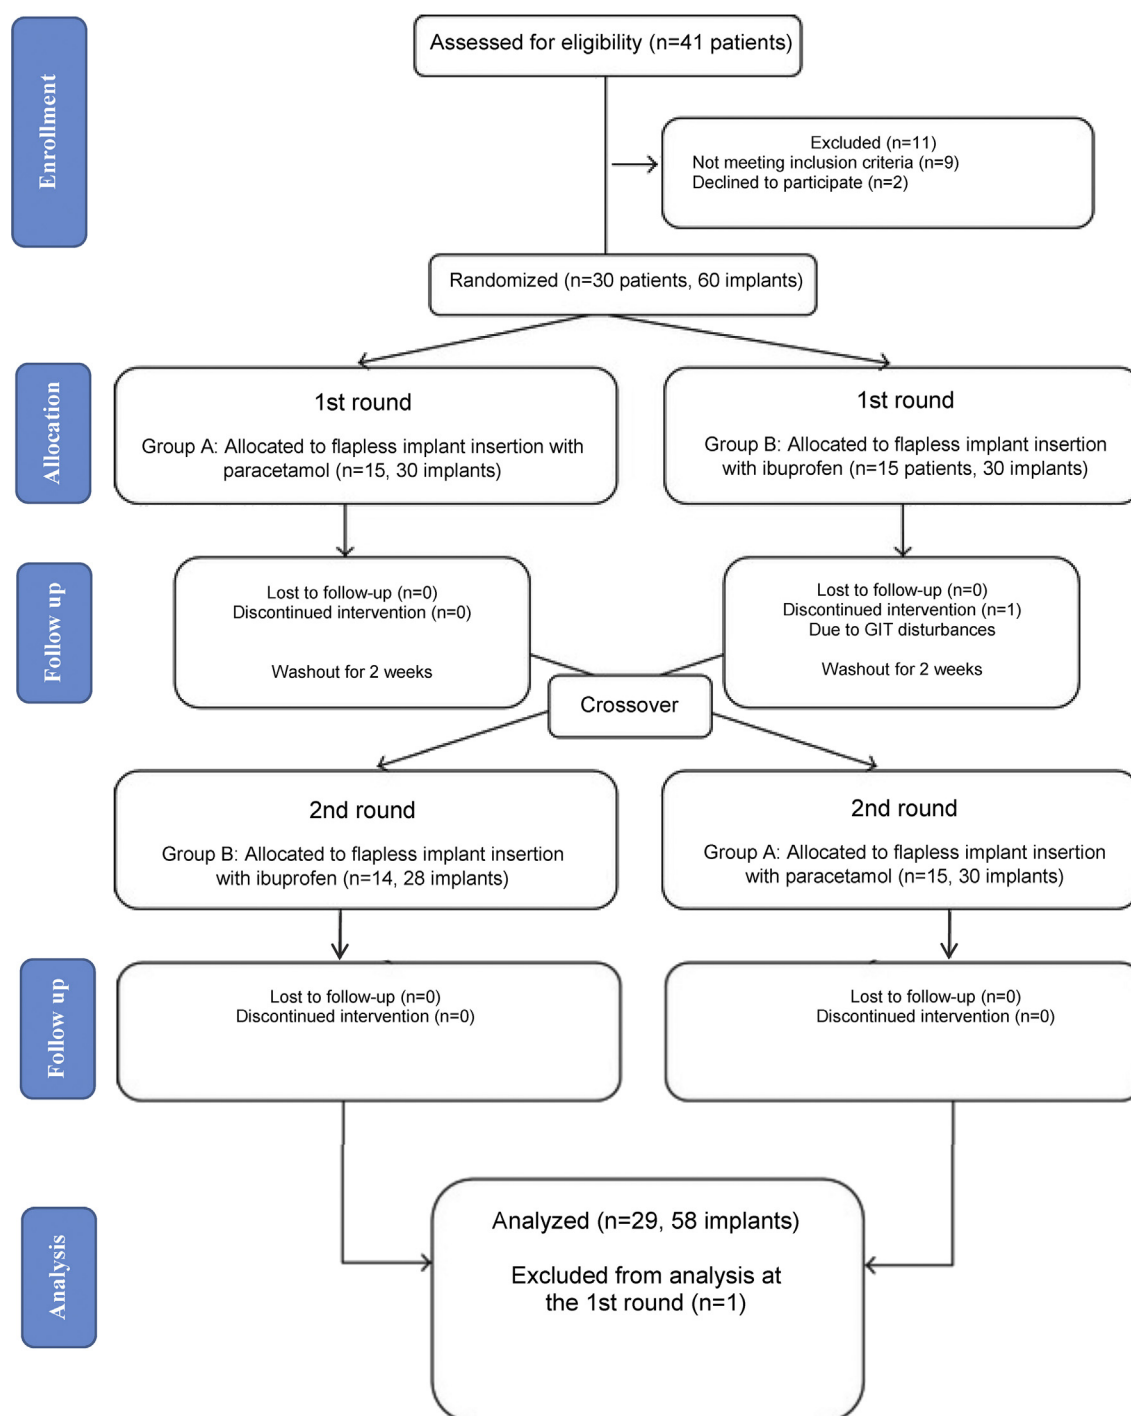 Enrollment
Assessed for eligibility (n=41 patients)
Excluded (n=11)
Not meeting inclusion criteria (n=9)
Declined to participate (n=2)
Randomized (n=30 patients, 60 implants)
Allocation
1st round
Group A: Allocated to flapless implant insertion with
paracetamol (n=15, 30 implants)
1st round
Group B: Allocated to flapless implant insertion
with ibuprofen (n=15 patients, 30 implants)
Follow up
Lost to follow-up (n=0)
Discontinued intervention (n=0)
Washout for 2 weeks
Lost to follow-up (n=0)
Discontinued intervention (n=1)
Due to GIT disturbances
Washout for 2 weeks
Crossover
2nd round
Group B: Allocated to flapless implant insertion
with ibuprofen (n=14, 28 implants)
2nd round
Group A: Allocated to flapless implant insertion
with paracetamol (n=15, 30 implants)
Follow up
Lost to follow-up (n=0)
Discontinued intervention (n=0)
Lost to follow-up (n=0)
Discontinued intervention (n=0)
Analysis
Analyzed (n=29, 58 implants)
Excluded from analysis at
the 1st round (n=1)